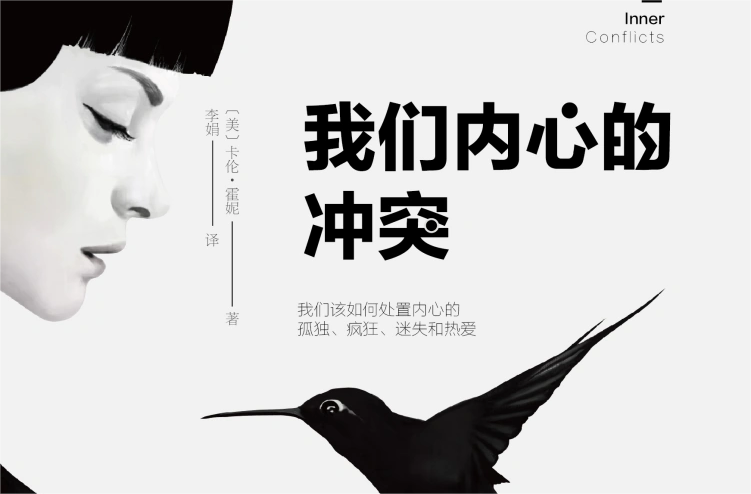 Inner
Conflicts
我们内心的
冲突
［美］卡伦·霍妮 著
李娟 译
我们该如何处置内心的
孤独、疯狂、迷失和热爱